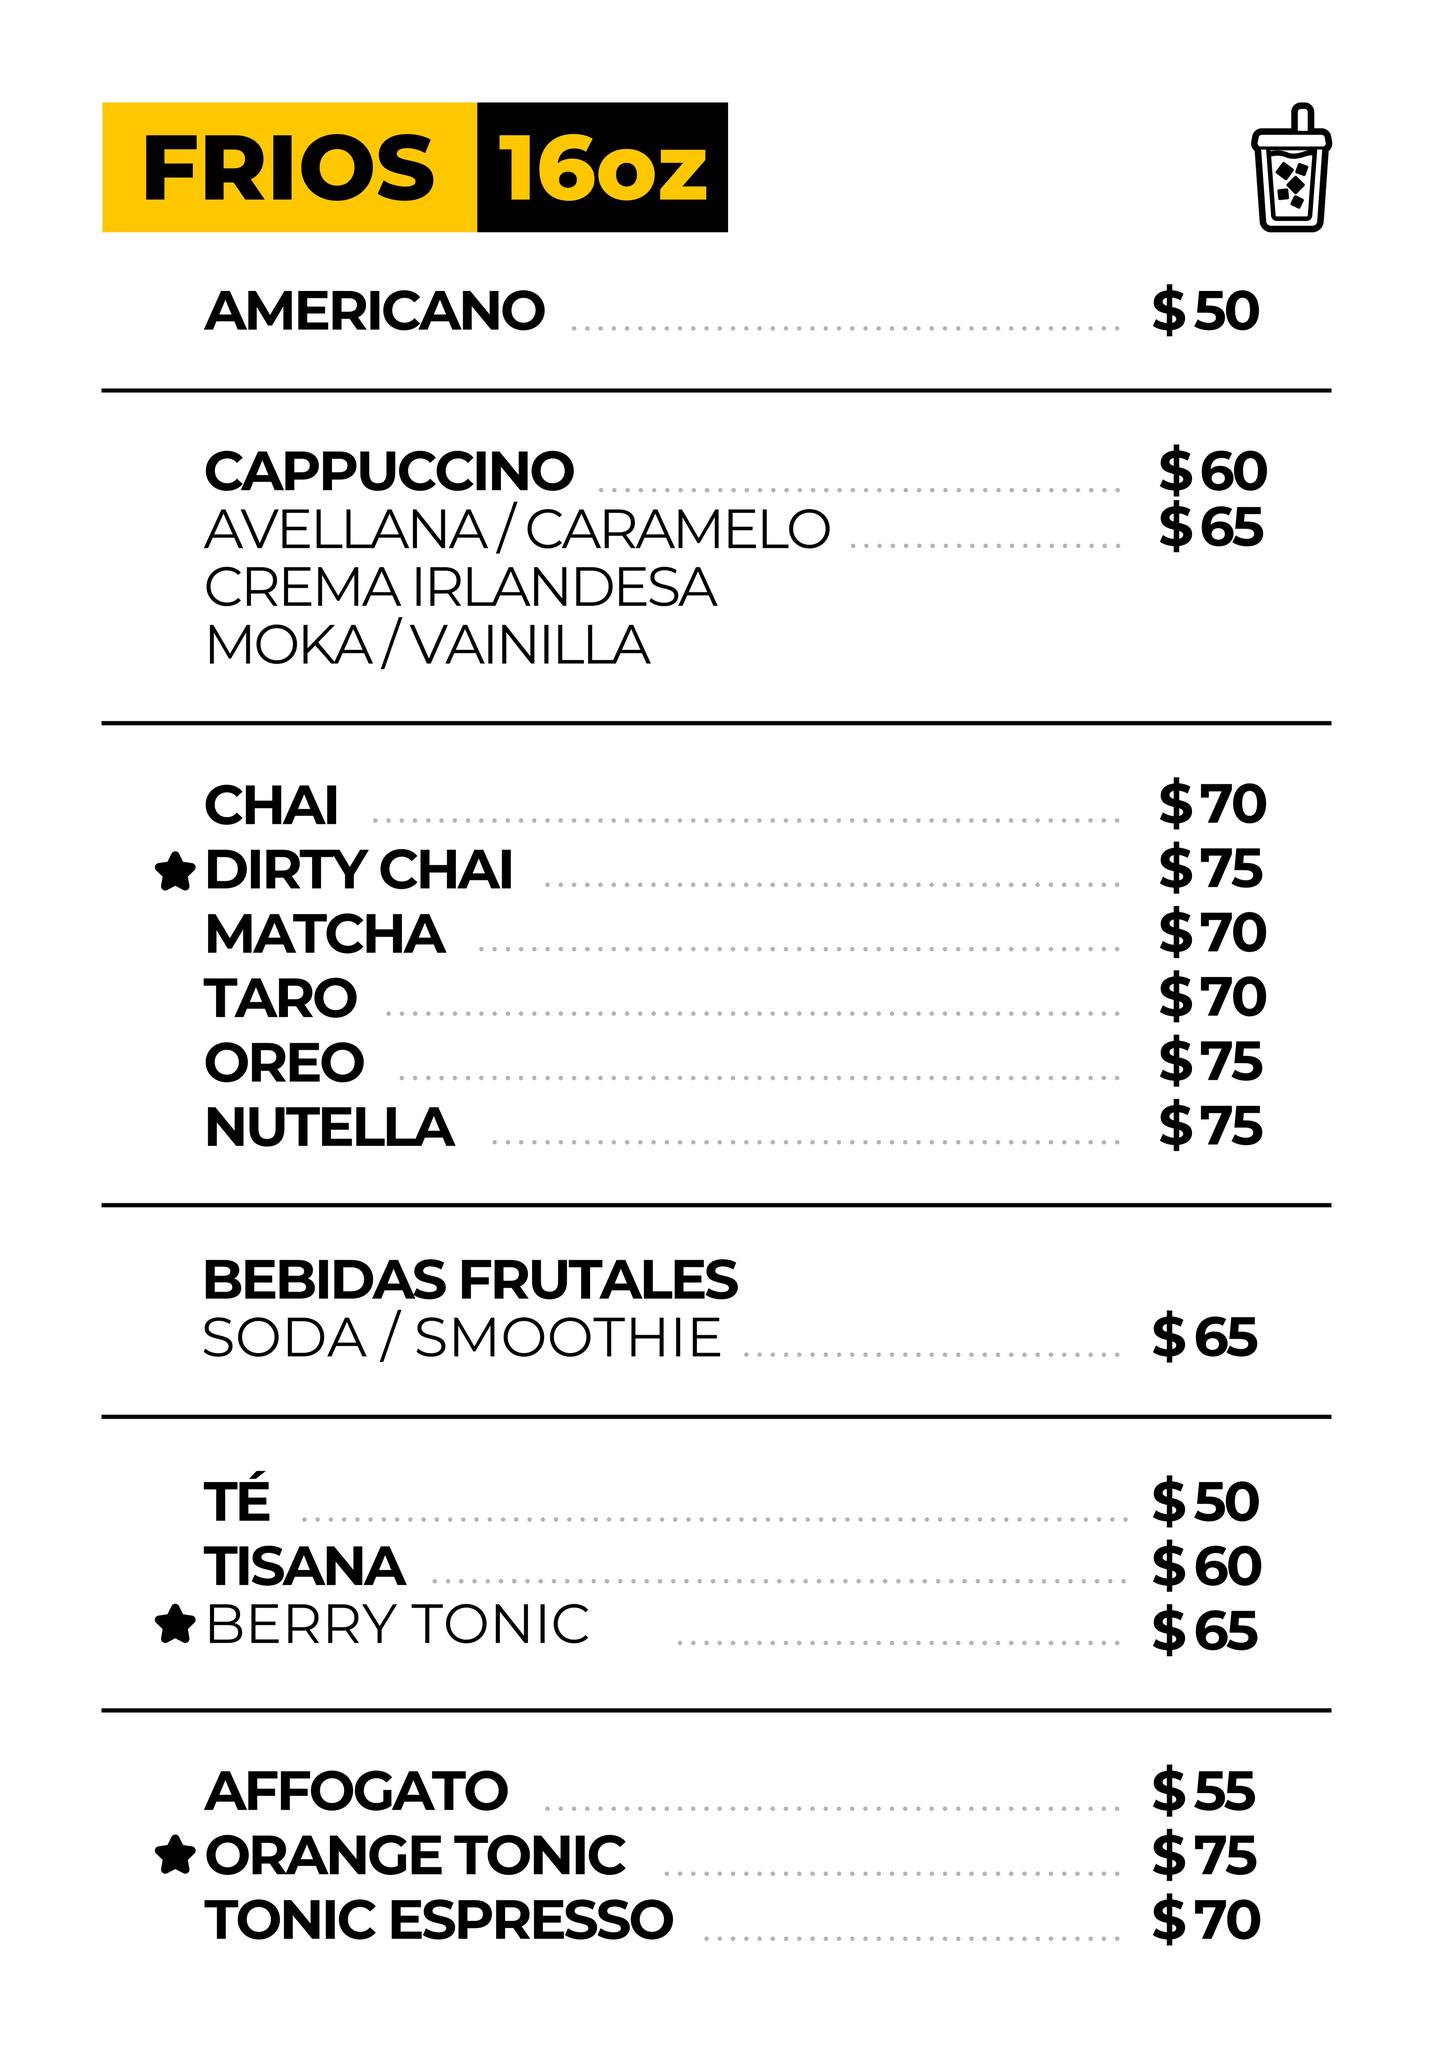 FRIOS 16oz
AMERICANO $50
CAPPUCCINO $60
AVELLANA / CARAMELO $65
CREMA IRLANDESA
MOKA / VAINILLA
CHAI $70
DIRTY CHAI $75
MATCHA $70
TARO $70
OREO $75
NUTELLA $75
BEBIDAS FRUTALES
SODA / SMOOTHIE $65
TÉ $50
TISANA $60
BERRY TONIC $65
AFFOGATO $55
ORANGE TONIC $75
TONIC ESPRESSO $70